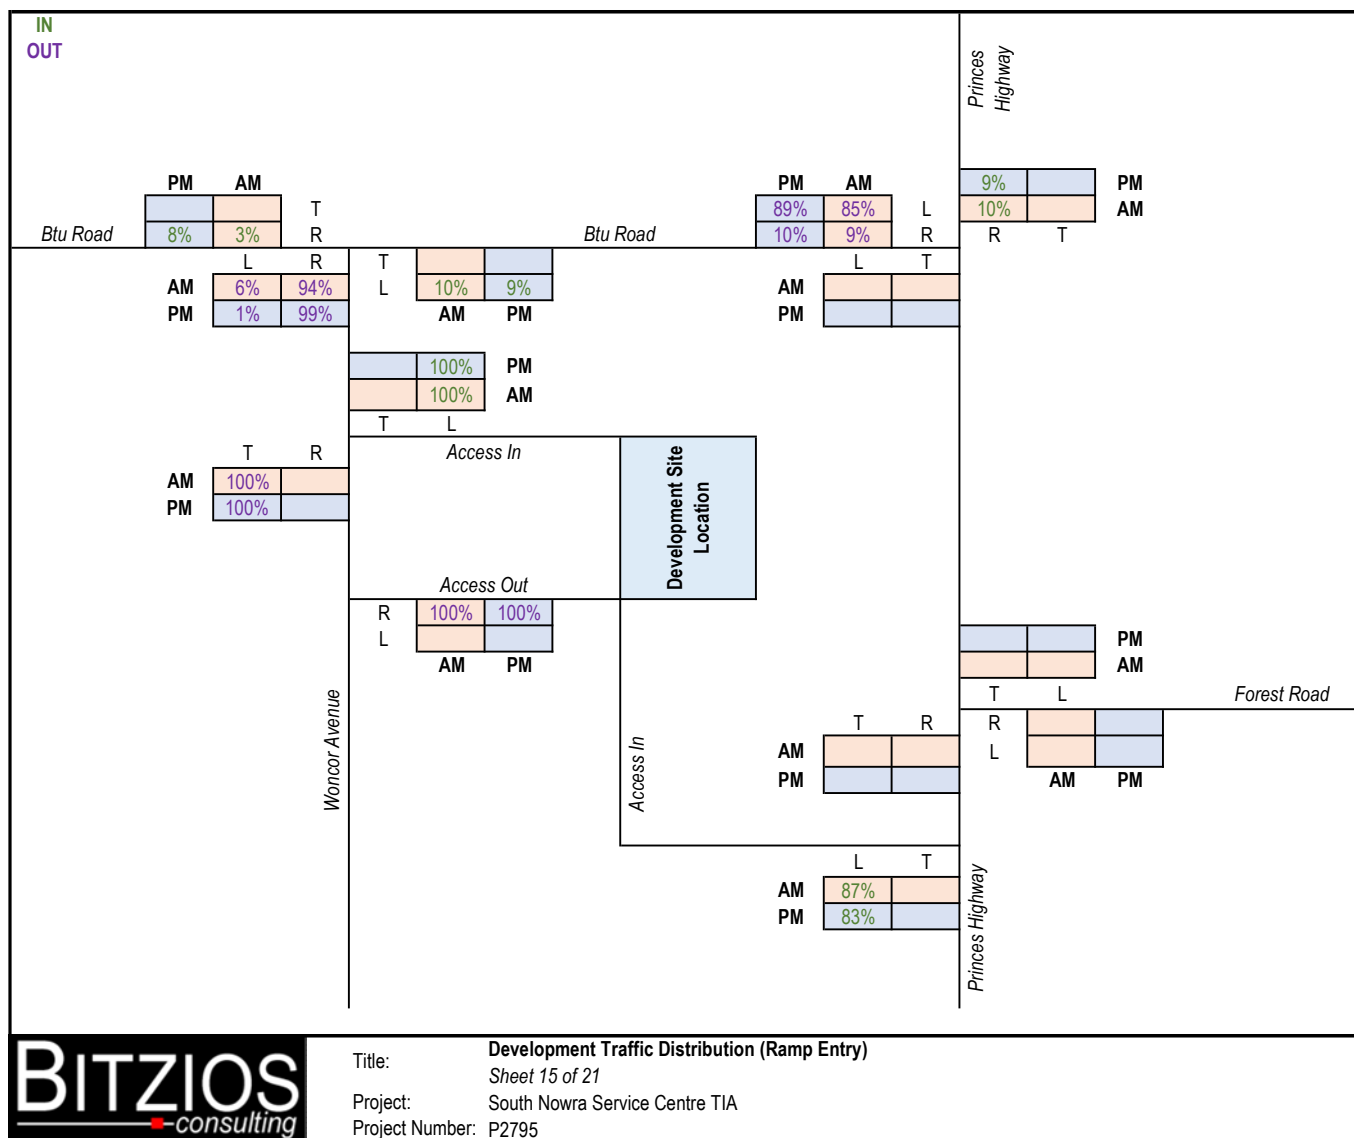 IN
OUT
Princes
Highway
PM AM
T
8% 3% R
Btu Road
L R
AM 6% 94%
PM 1% 99%
T
L 10% 9%
AM PM
Btu Road
PM AM
89% 85% L
10% 9% R
9% PM
10% AM
R T
L T
AM
PM
100% PM
100% AM
T L
Access In
T R
AM 100%
PM 100%
Development Site
Location
Access Out
R 100% 100%
L
AM PM
Woncor Avenue
Access In
PM
AM
T L
Forest Road
T R
AM
PM
R
L
AM PM
L T
AM 87%
PM 83%
Princes Highway
BITZIOS
consulting
Title: Development Traffic Distribution (Ramp Entry)
Sheet 15 of 21
Project: South Nowra Service Centre TIA
Project Number: P2795